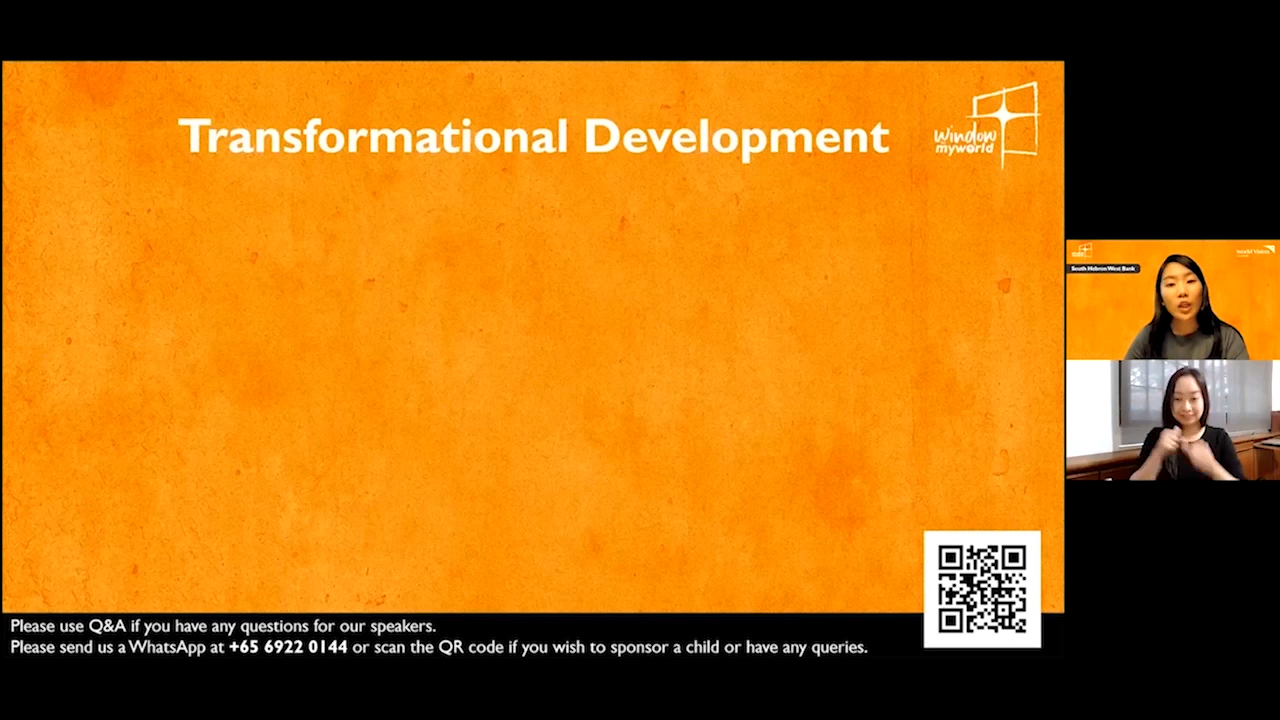 Transformational Development
Window
myworld
World Vision
South Hebron West Bank
Please use Q&A if you have any questions for our speakers.
Please send us a WhatsApp at +65 6922 0144 or scan the QR code if you wish to sponsor a child or have any queries.